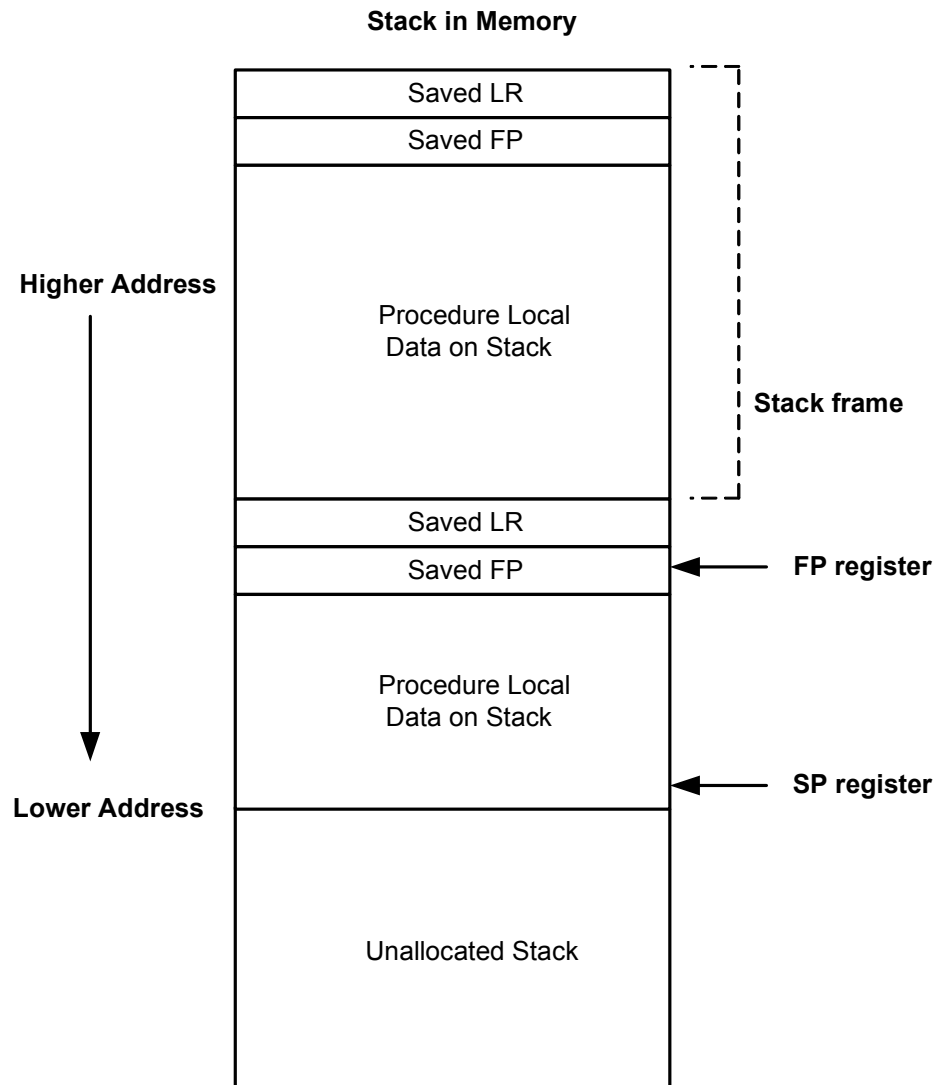 Stack in Memory
Saved LR
Saved FP
Higher Address
Procedure Local
Data on Stack
Stack frame
Saved LR
Saved FP
FP register
Procedure Local
Data on Stack
SP register
Lower Address
Unallocated Stack